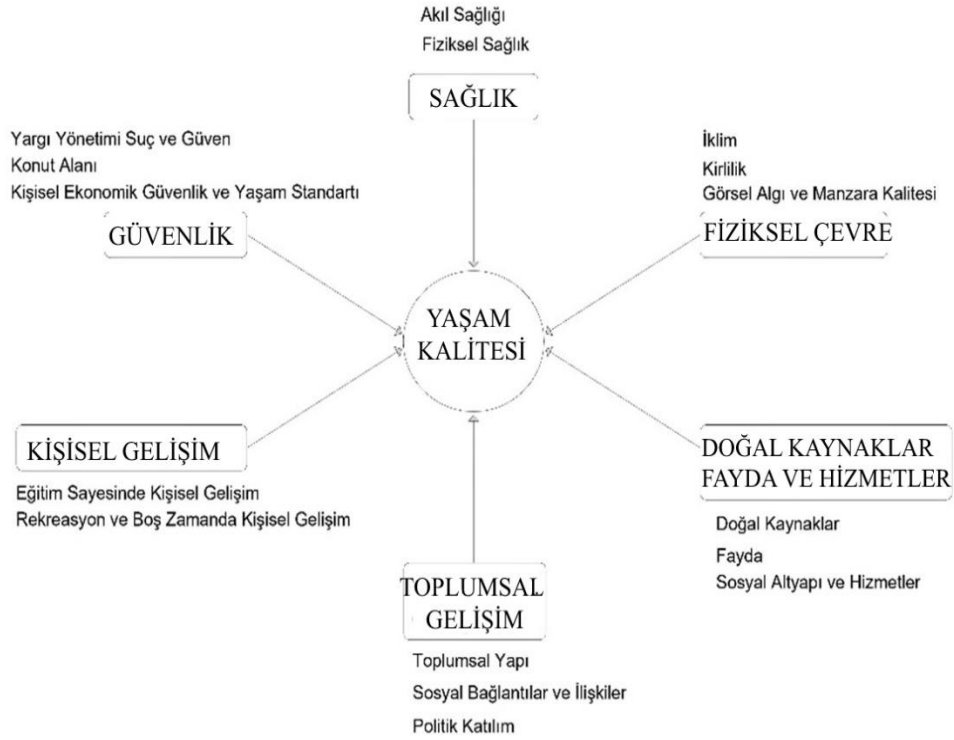 Akıl Sağlığı
Fiziksel Sağlık
SAĞLIK
Yargı Yönetimi Suç ve Güven
Konut Alanı
Kişisel Ekonomik Güvenlik ve Yaşam Standartı
GÜVENLİK
İklim
Kirlilik
Görsel Algı ve Manzara Kalitesi
FİZİKSEL ÇEVRE
YAŞAM
KALİTESİ
KİŞİSEL GELİŞİM
Eğitim Sayesinde Kişisel Gelişim
Rekreasyon ve Boş Zamanda Kişisel Gelişim
DOĞAL KAYNAKLAR
FAYDA VE HİZMETLER
Doğal Kaynaklar
Fayda
Sosyal Altyapı ve Hizmetler
TOPLUMSAL
GELİŞİM
Toplumsal Yapı
Sosyal Bağlantılar ve İlişkiler
Politik Katılım